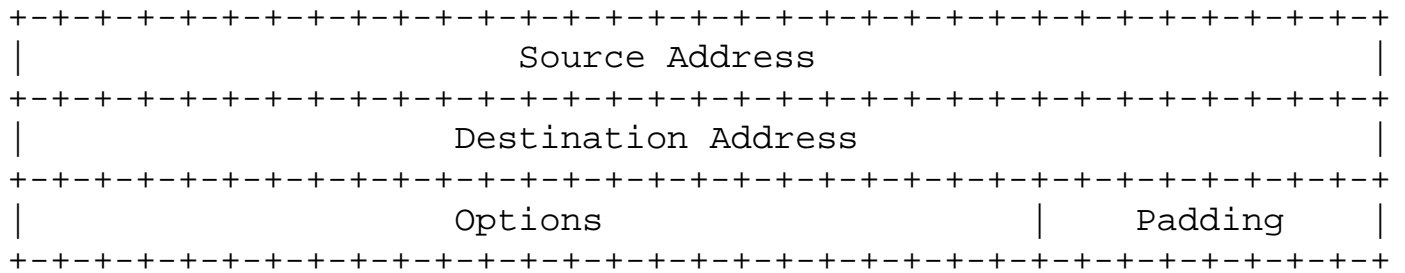 +-+-+-+-+-+-+-+-+-+-+-+-+-+-+-+-+-+-+-+-+-+-+-+-+-+-+-+-+-+-+-+-+
|                       Source Address                          |
+-+-+-+-+-+-+-+-+-+-+-+-+-+-+-+-+-+-+-+-+-+-+-+-+-+-+-+-+-+-+-+-+
|                    Destination Address                        |
+-+-+-+-+-+-+-+-+-+-+-+-+-+-+-+-+-+-+-+-+-+-+-+-+-+-+-+-+-+-+-+-+
|                    Options                    |    Padding    |
+-+-+-+-+-+-+-+-+-+-+-+-+-+-+-+-+-+-+-+-+-+-+-+-+-+-+-+-+-+-+-+-+